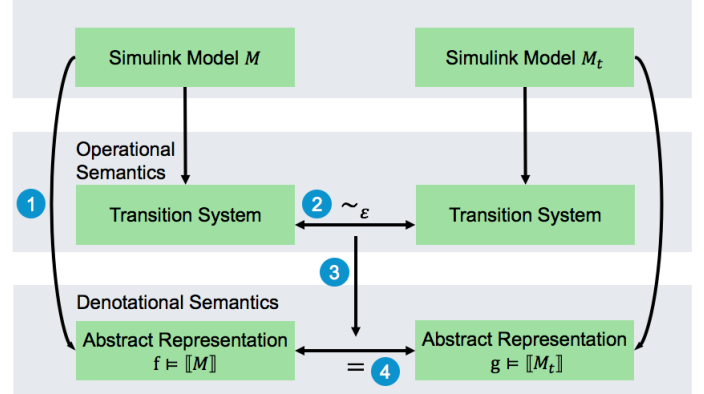 Simulink Model M
Simulink Model Mₜ
Operational
Semantics
1
2 ~ε
Transition System
Transition System
3
Denotational Semantics
Abstract Representation
f ⊨ ⟦M⟧
= 4
Abstract Representation
g ⊨ ⟦Mₜ⟧